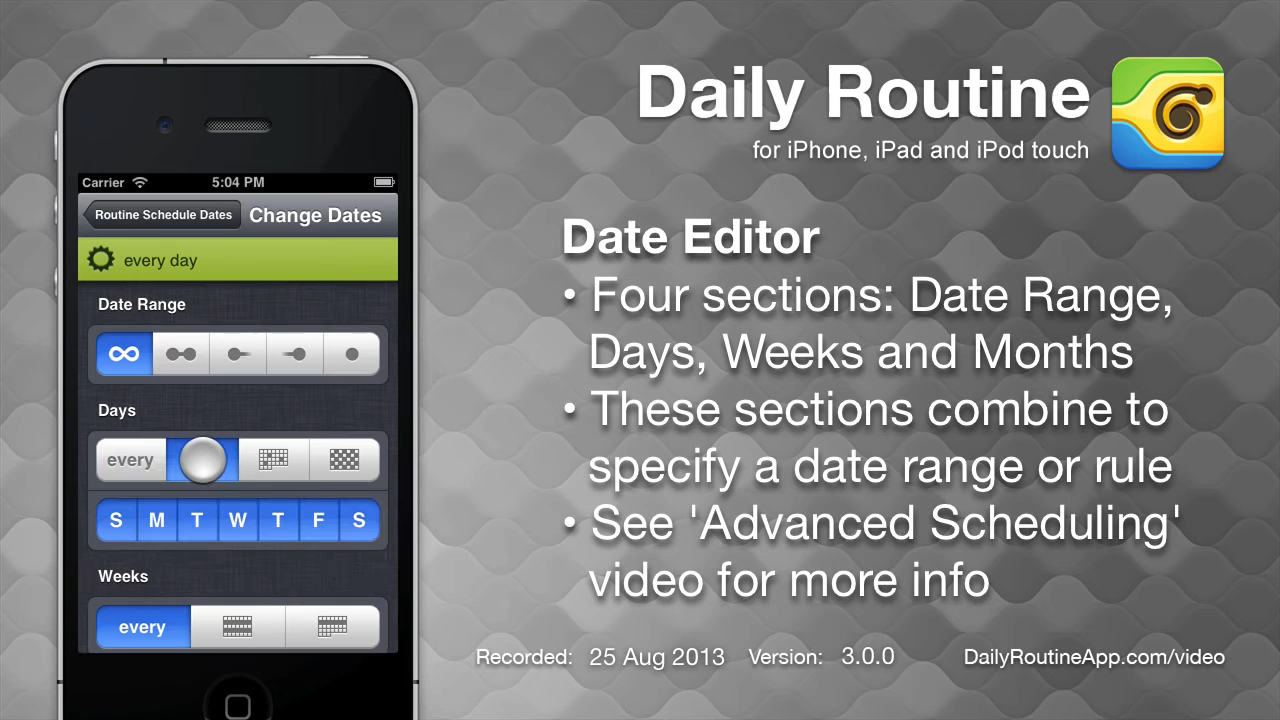 Daily Routine
for iPhone, iPad and iPod touch
Carrier 5:04 PM
Routine Schedule Dates Change Dates
every day
Date Range
Days
every
S M T W T F S
Weeks
every
Date Editor
• Four sections: Date Range,
Days, Weeks and Months
• These sections combine to
specify a date range or rule
• See 'Advanced Scheduling'
video for more info
Recorded: 25 Aug 2013 Version: 3.0.0 DailyRoutineApp.com/video